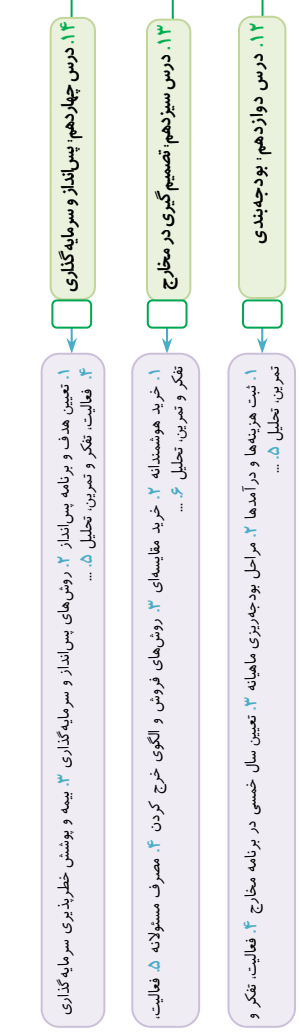 ۱۲. درس دوازدهم: بودجه‌بندی
۱. ثبت هزینه‌ها و درآمدها ۲. مراحل بودجه‌ریزی ماهیانه ۳. تعیین سال خمسی در برنامه مخارج ۴. فعالیت، تفکر و
تمرین، تحلیل ۵. ...
۱۳. درس سیزدهم: تصمیم‌گیری در مخارج
۱. خرید هوشمندانه ۲. خرید مقایسه‌ای ۳. روش‌های فروش و الگوی خرج کردن ۴. مصرف مسئولانه ۵. فعالیت،
تفکر و تمرین، تحلیل ۶. ...
۱۴. درس چهاردهم: پس‌انداز و سرمایه‌گذاری
۱. تعیین هدف و برنامه پس‌انداز ۲. روش‌های پس‌انداز و سرمایه‌گذاری ۳. بیمه و پوشش خطرپذیری سرمایه‌گذاری
۴. فعالیت، تفکر و تمرین، تحلیل ۵. ...